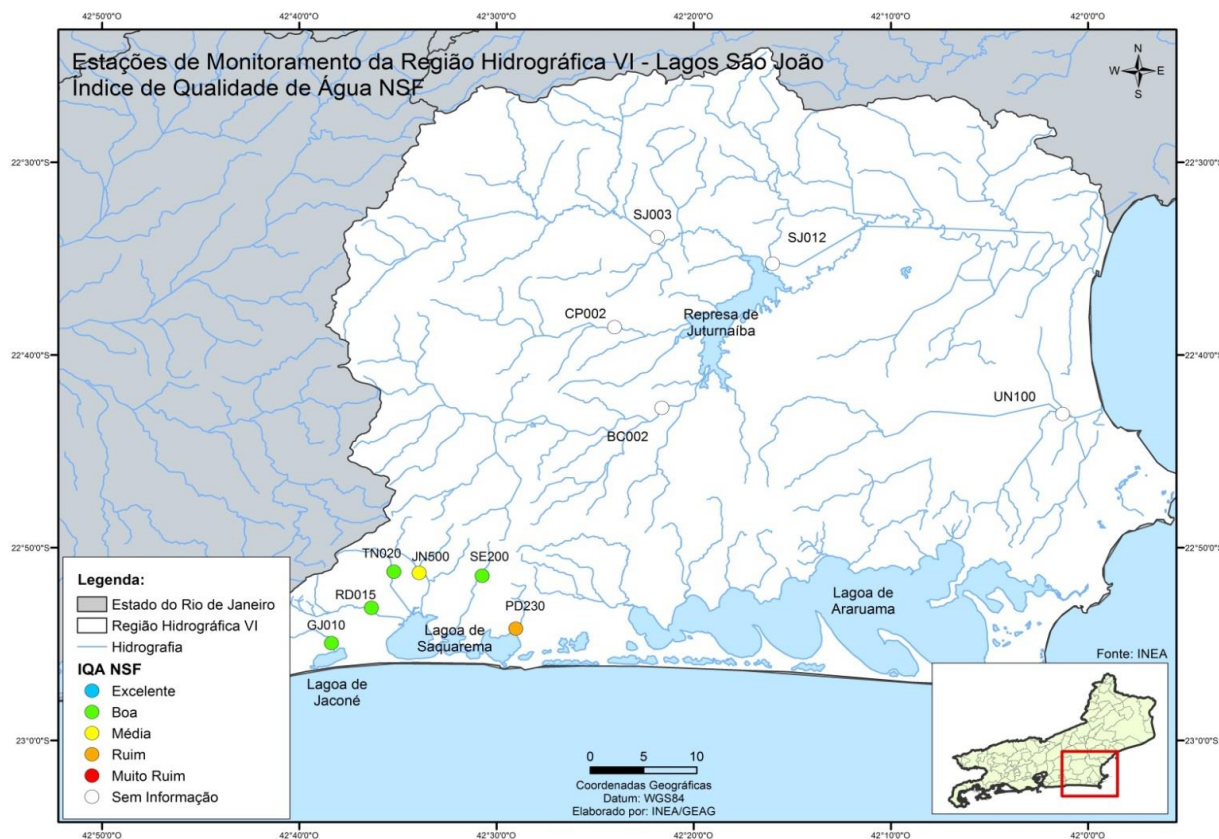 42°50'0"O
42°40'0"O
42°30'0"O
42°20'0"O
42°10'0"O
42°0'0"O
Estações de Monitoramento da Região Hidrográfica VI - Lagos São João
Índice de Qualidade de Água NSF
N
W
E
S
22°30'0"S
22°30'0"S
SJ003
SJ012
CP002
Represa de
Juturnaíba
22°40'0"S
22°40'0"S
UN100
BC002
22°50'0"S
22°50'0"S
TN020
JN500
SE200
RD015
PD230
GJ010
Lagoa de
Saquarema
Lagoa de
Araruama
Lagoa de
Jaconé
Fonte: INEA
Legenda:
Estado do Rio de Janeiro
Região Hidrográfica VI
Hidrografia
IQA NSF
Excelente
Boa
Média
Ruim
Muito Ruim
Sem Informação
23°0'0"S
23°0'0"S
0 5 10
Coordenadas Geográficas
Datum: WGS84
Elaborado por: INEA/GEAG
42°50'0"O
42°40'0"O
42°30'0"O
42°20'0"O
42°10'0"O
42°0'0"O